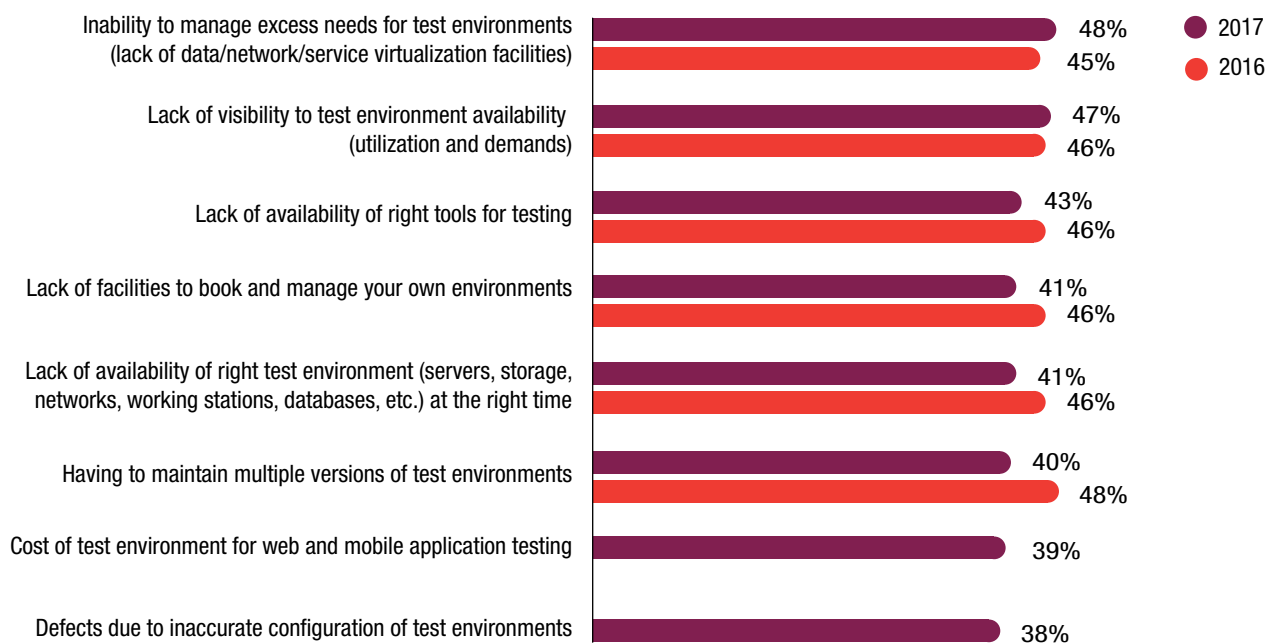 Inability to manage excess needs for test environments
(lack of data/network/service virtualization facilities)
48%
45%
2017
2016
Lack of visibility to test environment availability
(utilization and demands)
47%
46%
Lack of availability of right tools for testing
43%
46%
Lack of facilities to book and manage your own environments
41%
46%
Lack of availability of right test environment (servers, storage,
networks, working stations, databases, etc.) at the right time
41%
46%
Having to maintain multiple versions of test environments
40%
48%
Cost of test environment for web and mobile application testing
39%
Defects due to inaccurate configuration of test environments
38%